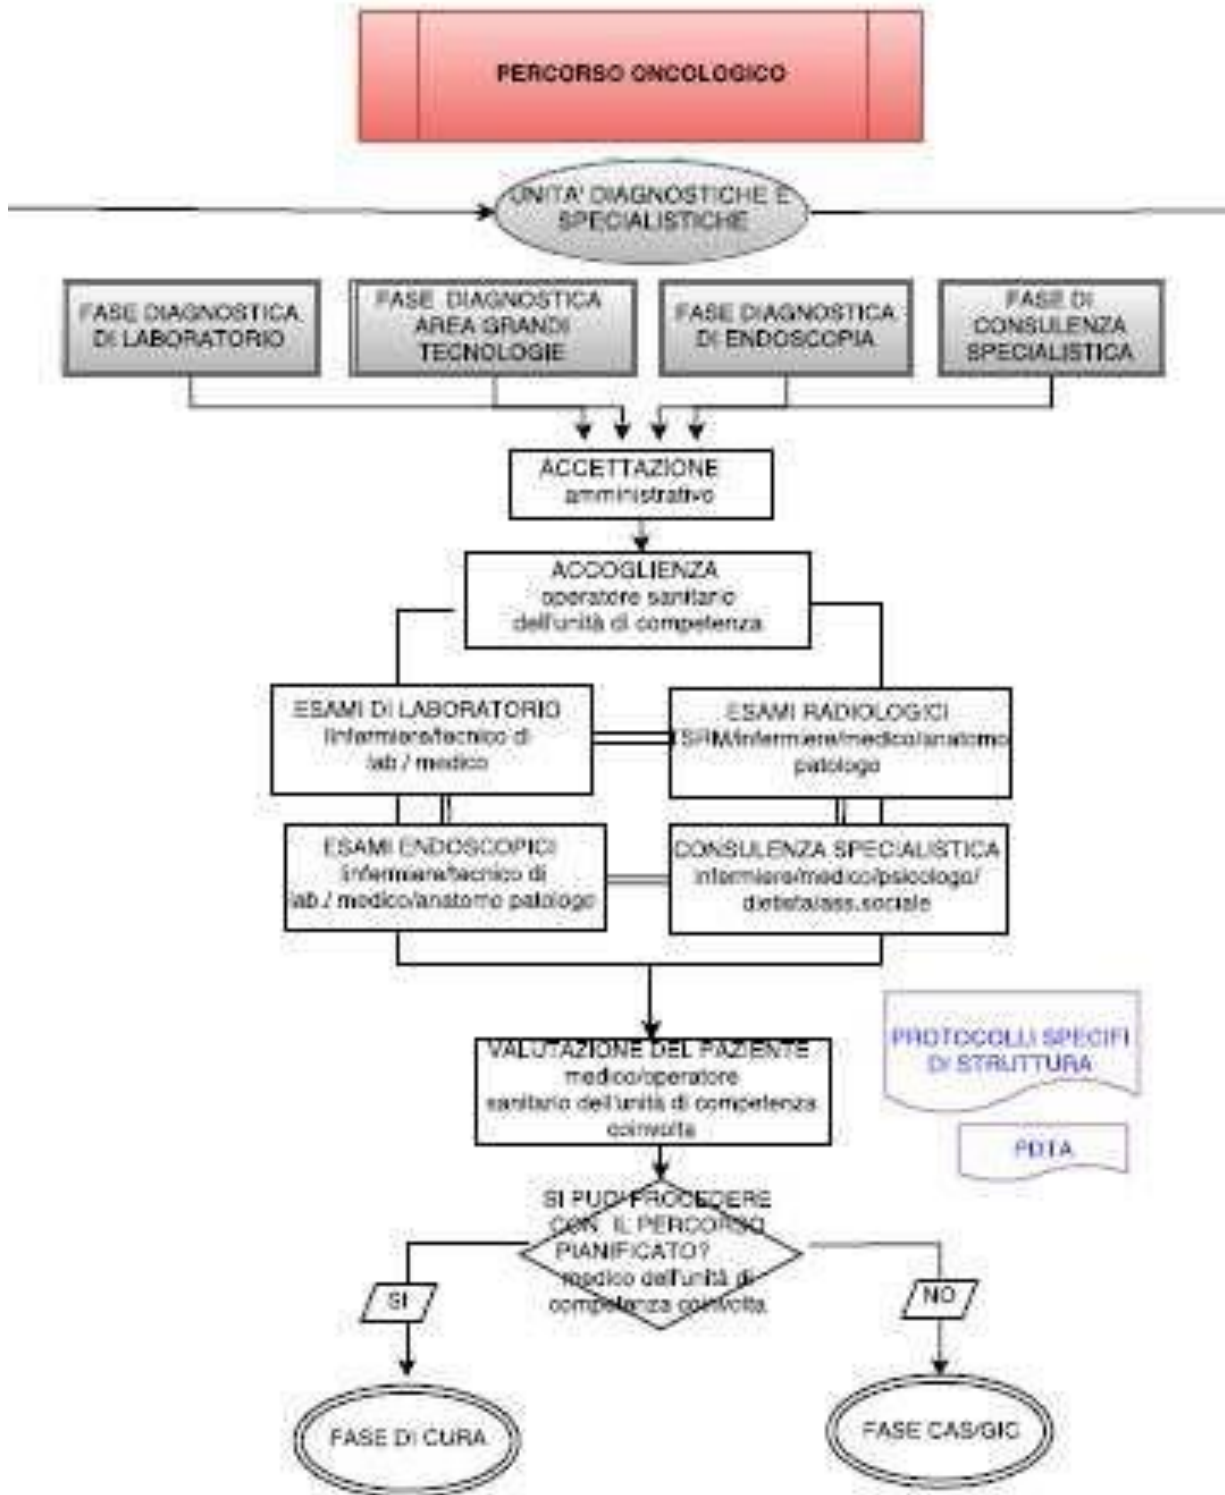 PERCORSO ONCOLOGICO
UNITA' DIAGNOSTICHE E
SPECIALISTICHE
FASE DIAGNOSTICA
DI LABORATORIO
FASE DIAGNOSTICA
AREA GRANDI
TECNOLOGIE
FASE DIAGNOSTICA
DI ENDOSCOPIA
FASE DI
CONSULENZA
SPECIALISTICA
ACCETTAZIONE
amministrativo
ACCOGLIENZA
operatore sanitario
dell'unità di competenza
ESAMI DI LABORATORIO
Iinfermiere/tecnico di
lab / medico
ESAMI RADIOLOGICI
TSRM/infermiere/medico/anatomo
patologo
ESAMI ENDOSCOPICI
Iinfermiere/tecnico di
lab / medico/anatomo patologo
CONSULENZA SPECIALISTICA
infermiere/medico/psicologo/
dietista/ass.sociale
VALUTAZIONE DEL PAZIENTE
medico/operatore
sanitario dell'unità di competenza
coinvolta
PROTOCOLLI SPECIFI
DI STRUTTURA
PDTA
SI PUO' PROCEDERE
CON IL PERCORSO
PIANIFICATO?
medico dell'unità di
competenza coinvolta
SI
NO
FASE DI CURA
FASE CAS/GIC